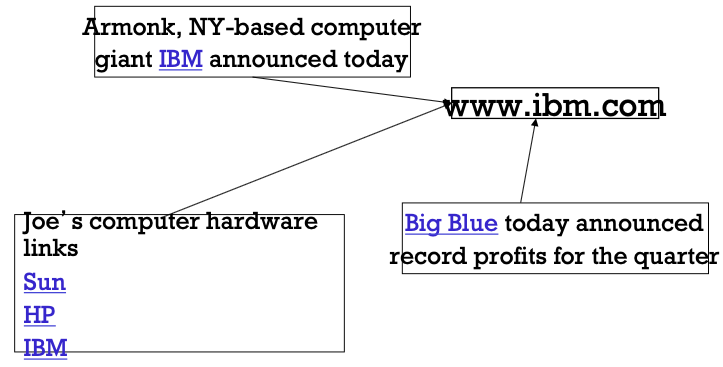 Armonk, NY-based computer
giant IBM announced today
www.ibm.com
Joe’s computer hardware
links
Sun
HP
IBM
Big Blue today announced
record profits for the quarter